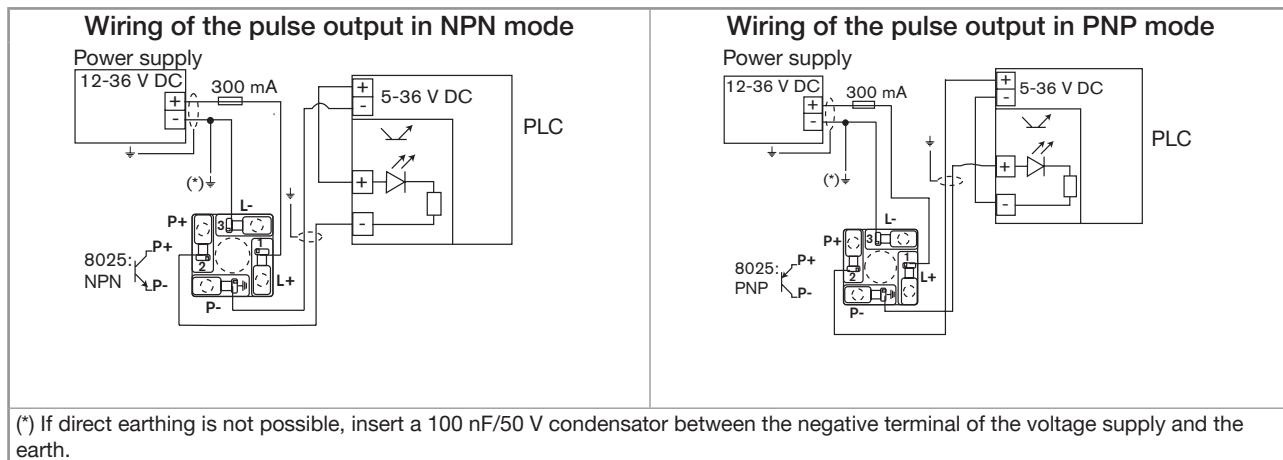 Wiring of the pulse output in NPN mode
Power supply
12-36 V DC
+
-
300 mA
+
-
5-36 V DC
PLC
+
-
(*)
L-
P+
3
1
2
L+
P-
8025:
NPN
P+
P-
Wiring of the pulse output in PNP mode
Power supply
12-36 V DC
+
-
300 mA
+
-
5-36 V DC
PLC
+
-
(*)
L-
P+
3
1
2
L+
P-
8025:
PNP
P+
P-
(*) If direct earthing is not possible, insert a 100 nF/50 V condensator between the negative terminal of the voltage supply and the
earth.